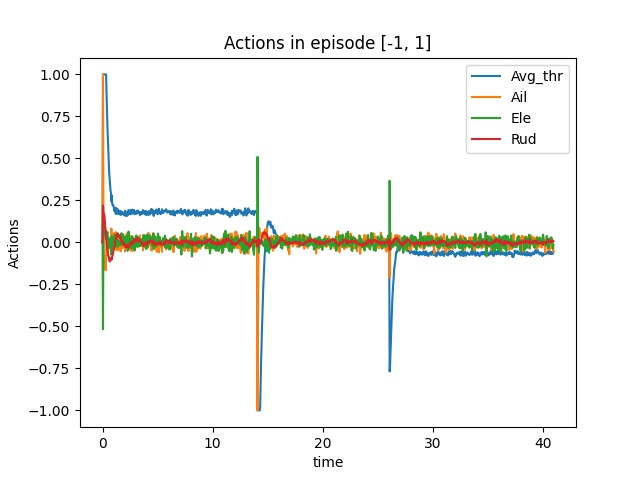 Actions in episode [-1, 1]
Avg_thr
Ail
Ele
Rud
1.00
0.75
0.50
0.25
0.00
−0.25
−0.50
−0.75
−1.00
Actions
0 10 20 30 40
time